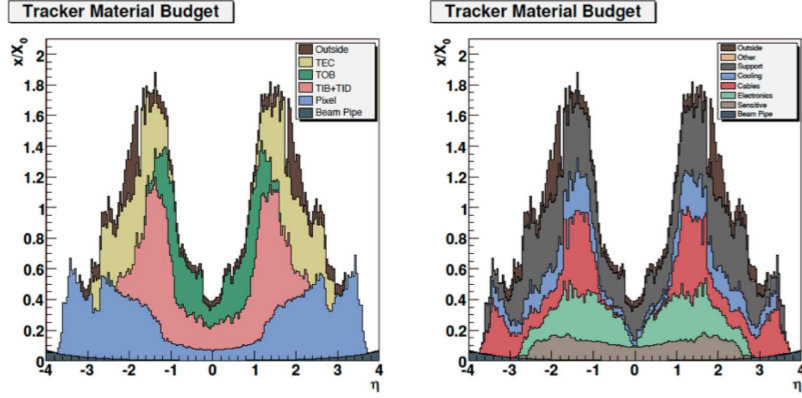 Tracker Material Budget
x/X0
2
1.8
1.6
1.4
1.2
1
0.8
0.6
0.4
0.2
0
-4 -3 -2 -1 0 1 2 3 4
η
Outside
TEC
TOB
TIB+TID
Pixel
Beam Pipe
Tracker Material Budget
x/X0
2
1.8
1.6
1.4
1.2
1
0.8
0.6
0.4
0.2
0
-4 -3 -2 -1 0 1 2 3 4
η
Outside
Other
Support
Cooling
Cables
Electronics
Sensitive
Beam Pipe